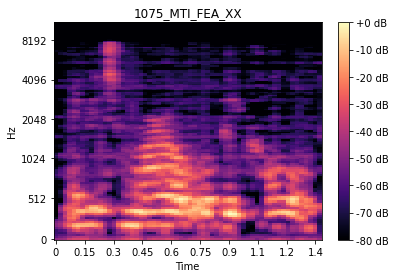 1075_MTI_FEA_XX
8192
4096
2048
1024
512
0
Hz
0 0.15 0.3 0.45 0.6 0.75 0.9 1.1 1.2 1.4
Time
+0 dB
-10 dB
-20 dB
-30 dB
-40 dB
-50 dB
-60 dB
-70 dB
-80 dB